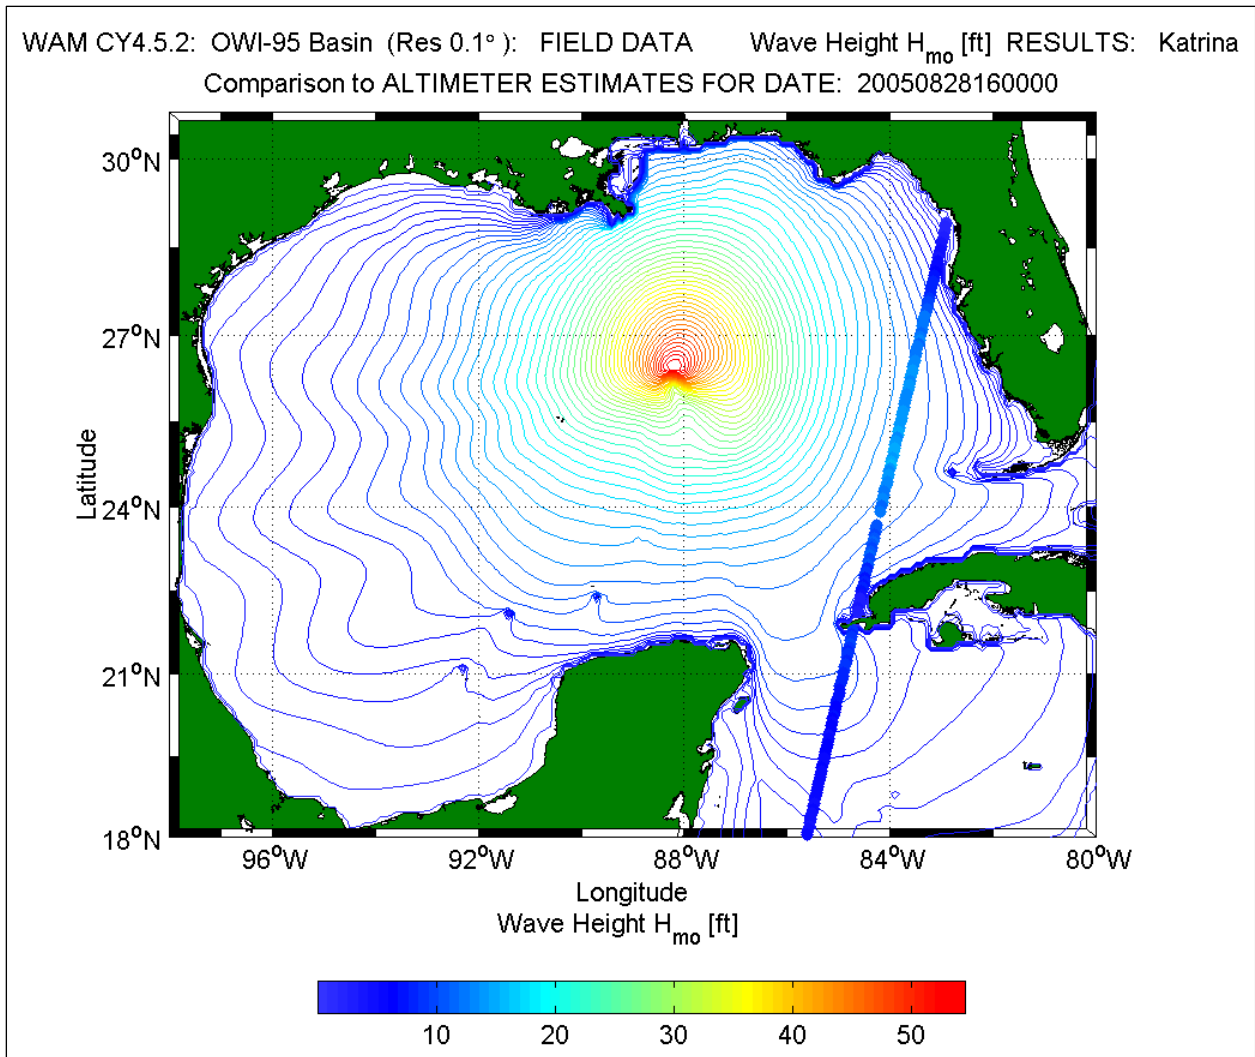 WAM CY4.5.2: OWI-95 Basin (Res 0.1° ): FIELD DATA Wave Height Hmo [ft] RESULTS: Katrina
Comparison to ALTIMETER ESTIMATES FOR DATE: 20050828160000
30°N
27°N
24°N
21°N
18°N
Latitude
96°W 92°W 88°W 84°W 80°W
Longitude
Wave Height Hmo [ft]
10 20 30 40 50